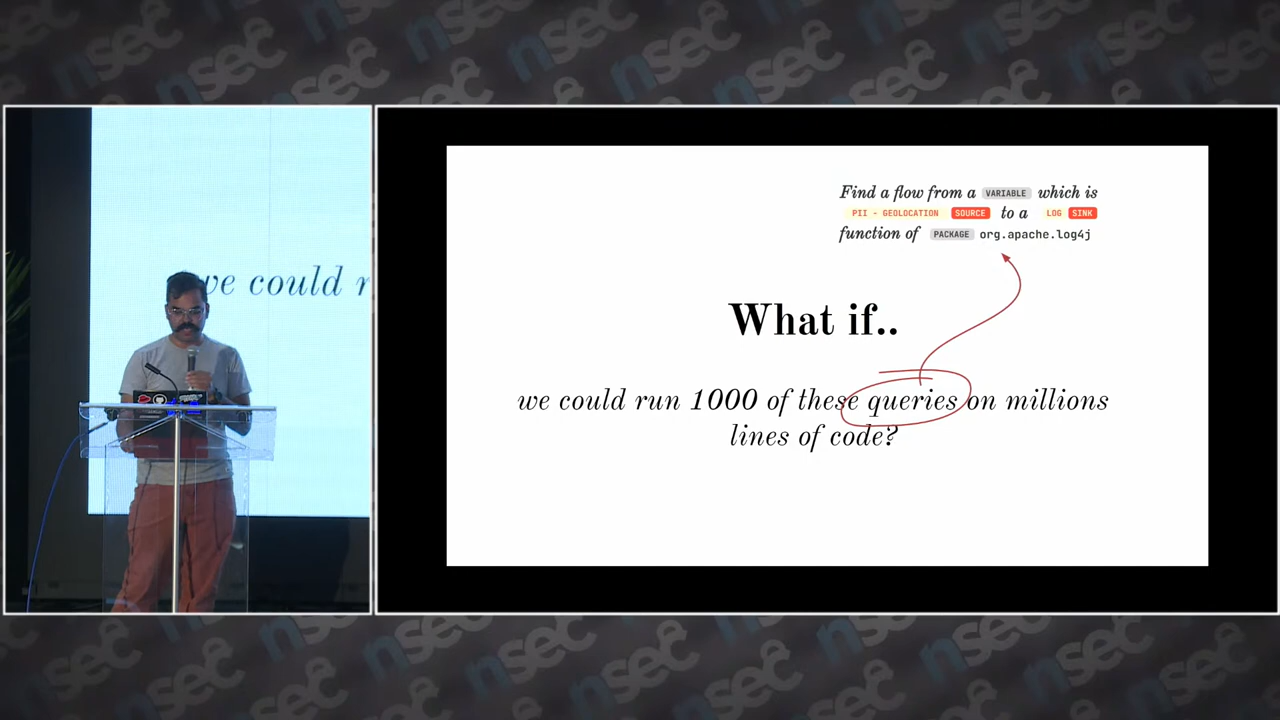 nsec
we could r
Find a flow from a VARIABLE which is
PII - GEOLOCATION SOURCE to a LOG SINK
function of PACKAGE org.apache.log4j
What if..
we could run 1000 of these queries on millions
lines of code?